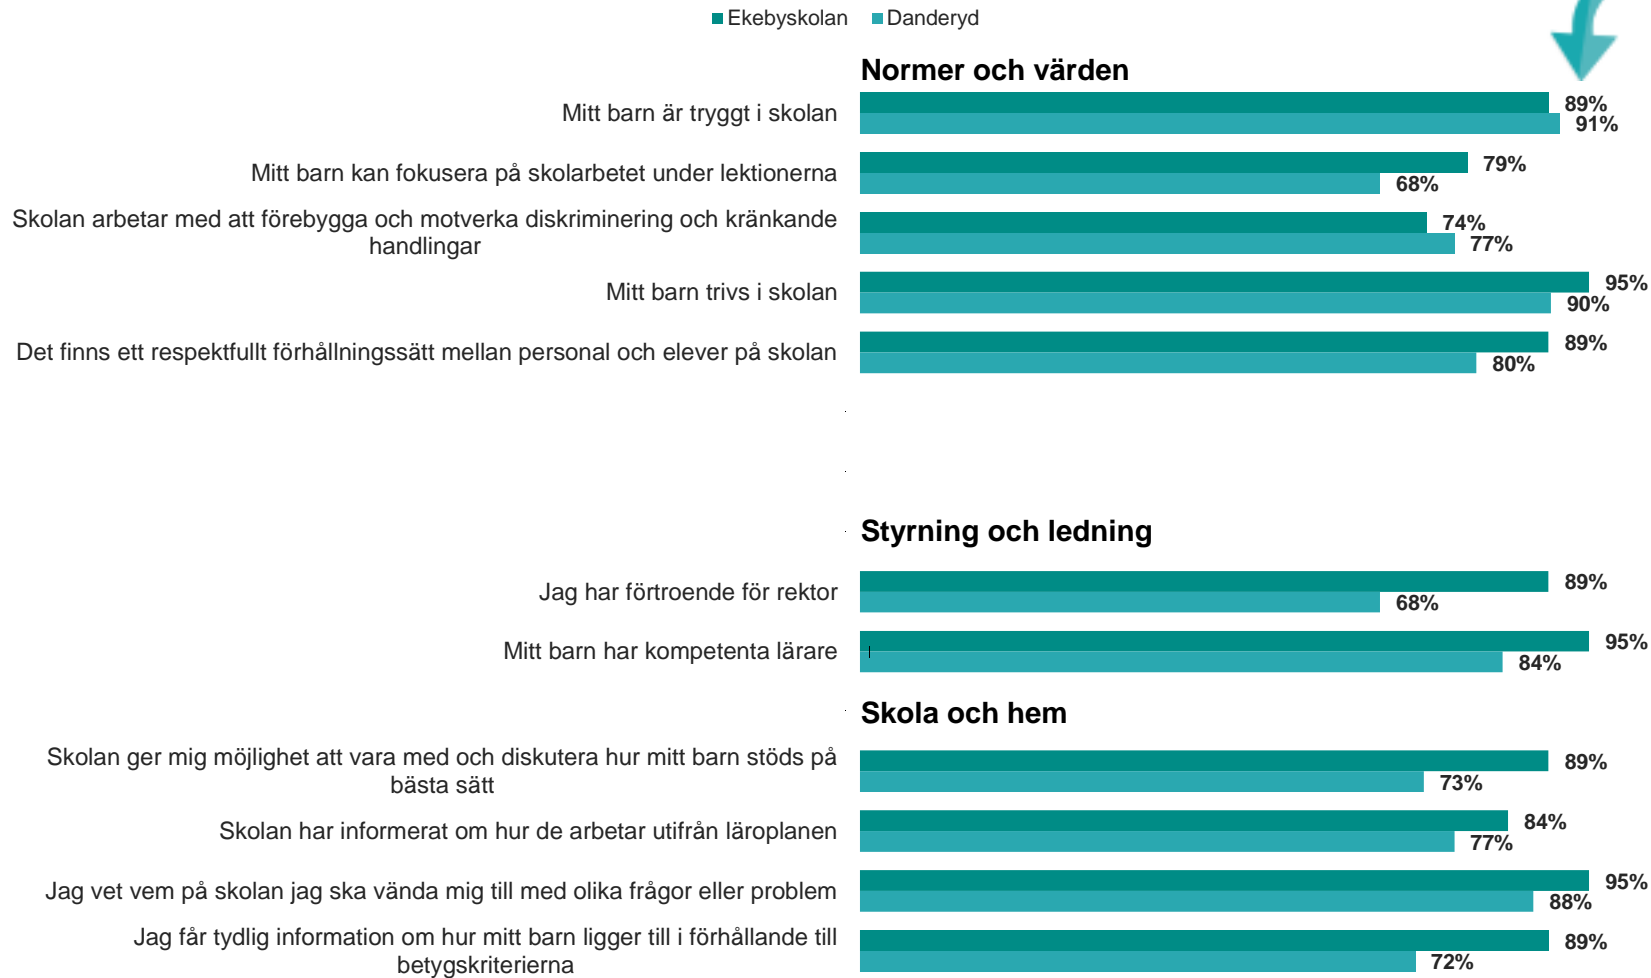 Ekebyskolan Danderyd
Normer och värden
Mitt barn är tryggt i skolan
89%
91%
Mitt barn kan fokusera på skolarbetet under lektionerna
79%
68%
Skolan arbetar med att förebygga och motverka diskriminering och kränkande
handlingar
74%
77%
Mitt barn trivs i skolan
95%
90%
Det finns ett respektfullt förhållningssätt mellan personal och elever på skolan
89%
80%
Styrning och ledning
Jag har förtroende för rektor
89%
68%
Mitt barn har kompetenta lärare
95%
84%
Skola och hem
Skolan ger mig möjlighet att vara med och diskutera hur mitt barn stöds på
bästa sätt
89%
73%
Skolan har informerat om hur de arbetar utifrån läroplanen
84%
77%
Jag vet vem på skolan jag ska vända mig till med olika frågor eller problem
95%
88%
Jag får tydlig information om hur mitt barn ligger till i förhållande till
betygskriterierna
89%
72%